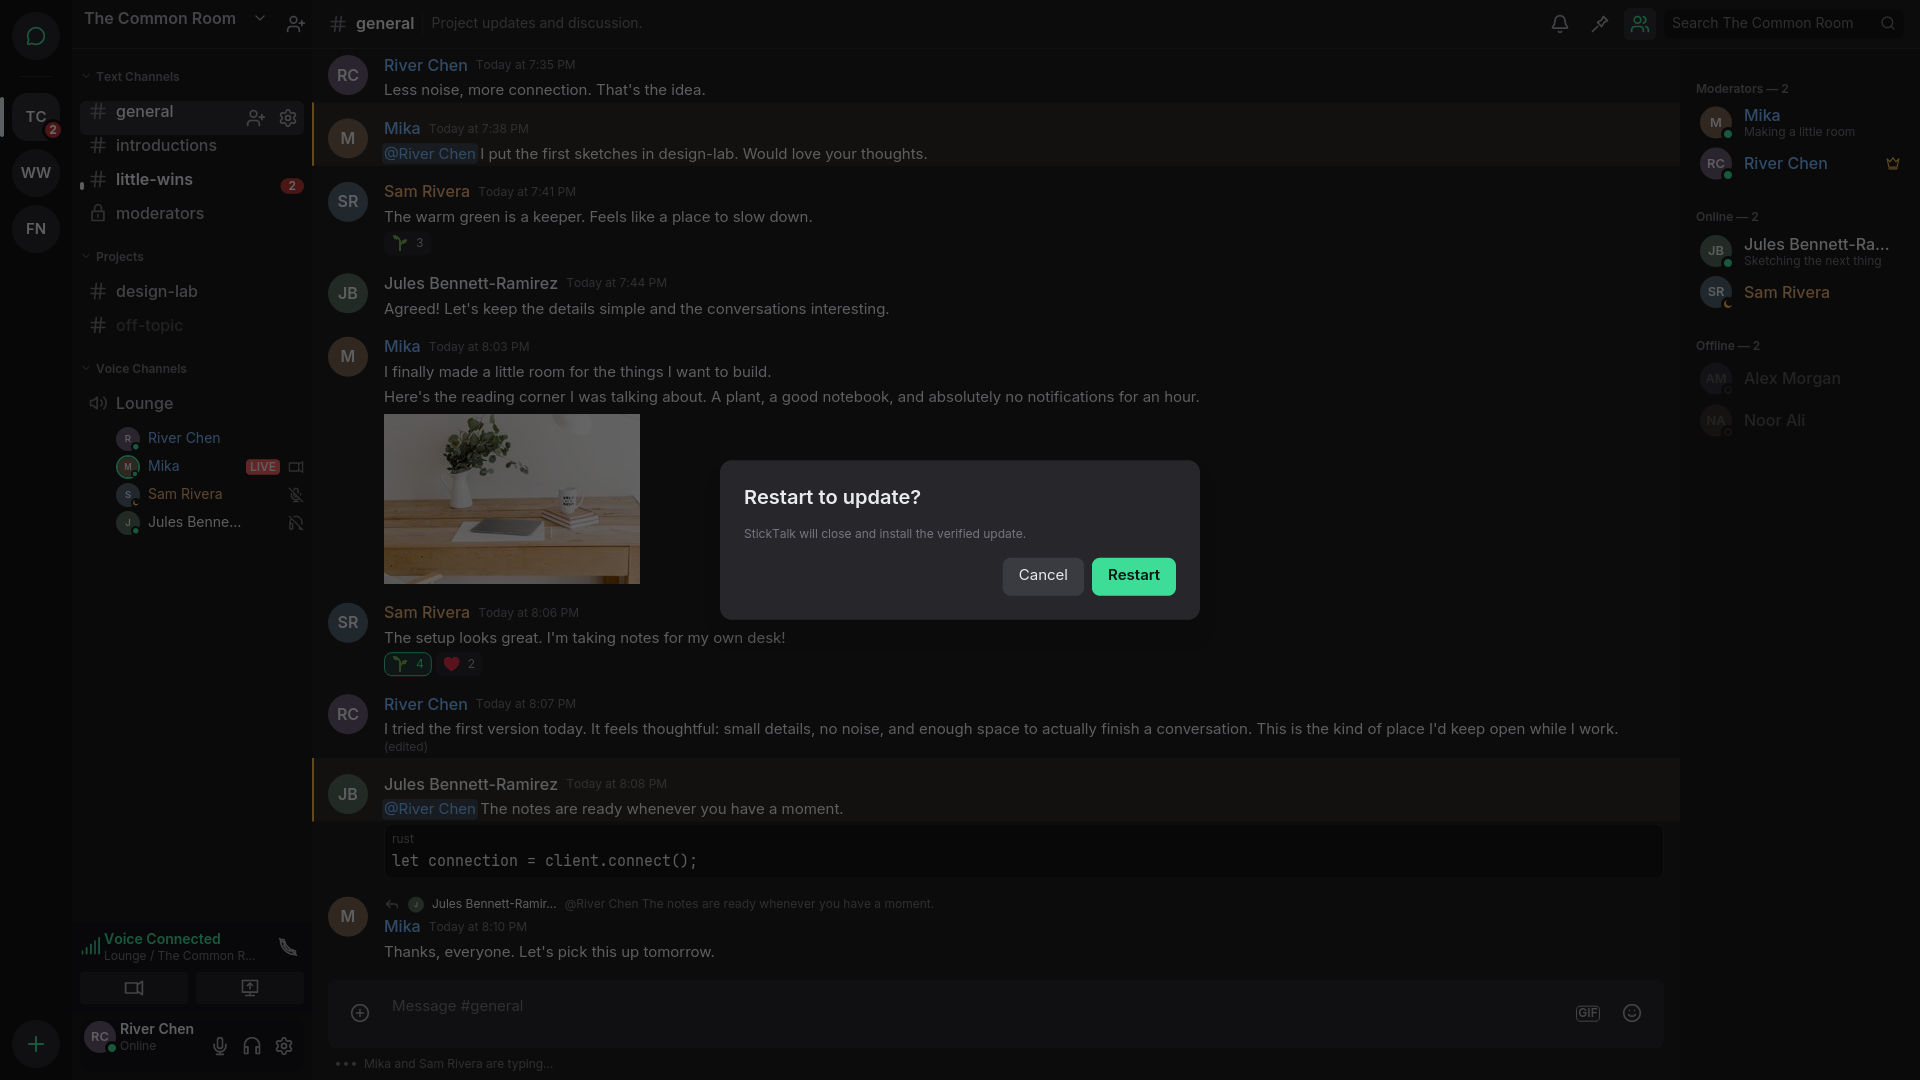 The Common Room
# general
Project updates and discussion.
Search The Common Room
TC
2
WW
FN
Text Channels
general
introductions
little-wins
2
moderators
Projects
design-lab
off-topic
Voice Channels
Lounge
R
River Chen
M
Mika
LIVE
S
Sam Rivera
J
Jules Benne...
Voice Connected
Lounge / The Common R...
RC
River Chen
Online
RC
River Chen Today at 7:35 PM
Less noise, more connection. That's the idea.
M
Mika Today at 7:38 PM
@River Chen I put the first sketches in design-lab. Would love your thoughts.
SR
Sam Rivera Today at 7:41 PM
The warm green is a keeper. Feels like a place to slow down.
3
JB
Jules Bennett-Ramirez Today at 7:44 PM
Agreed! Let's keep the details simple and the conversations interesting.
M
Mika Today at 8:03 PM
I finally made a little room for the things I want to build.
Here's the reading corner I was talking about. A plant, a good notebook, and absolutely no notifications for an hour.
SR
Sam Rivera Today at 8:06 PM
The setup looks great. I'm taking notes for my own desk!
4
2
RC
River Chen Today at 8:07 PM
I tried the first version today. It feels thoughtful: small details, no noise, and enough space to actually finish a conversation. This is the kind of place I'd keep open while I work.
(edited)
JB
Jules Bennett-Ramirez Today at 8:08 PM
@River Chen The notes are ready whenever you have a moment.
rust
let connection = client.connect();
J
Jules Bennett-Ramir... @River Chen The notes are ready whenever you have a moment.
M
Mika Today at 8:10 PM
Thanks, everyone. Let's pick this up tomorrow.
Message #general
GIF
Mika and Sam Rivera are typing...
Restart to update?
StickTalk will close and install the verified update.
Cancel
Restart
Moderators — 2
M
Mika
Making a little room
RC
River Chen
Online — 2
JB
Jules Bennett-Ra...
Sketching the next thing
SR
Sam Rivera
Offline — 2
AM
Alex Morgan
NA
Noor Ali